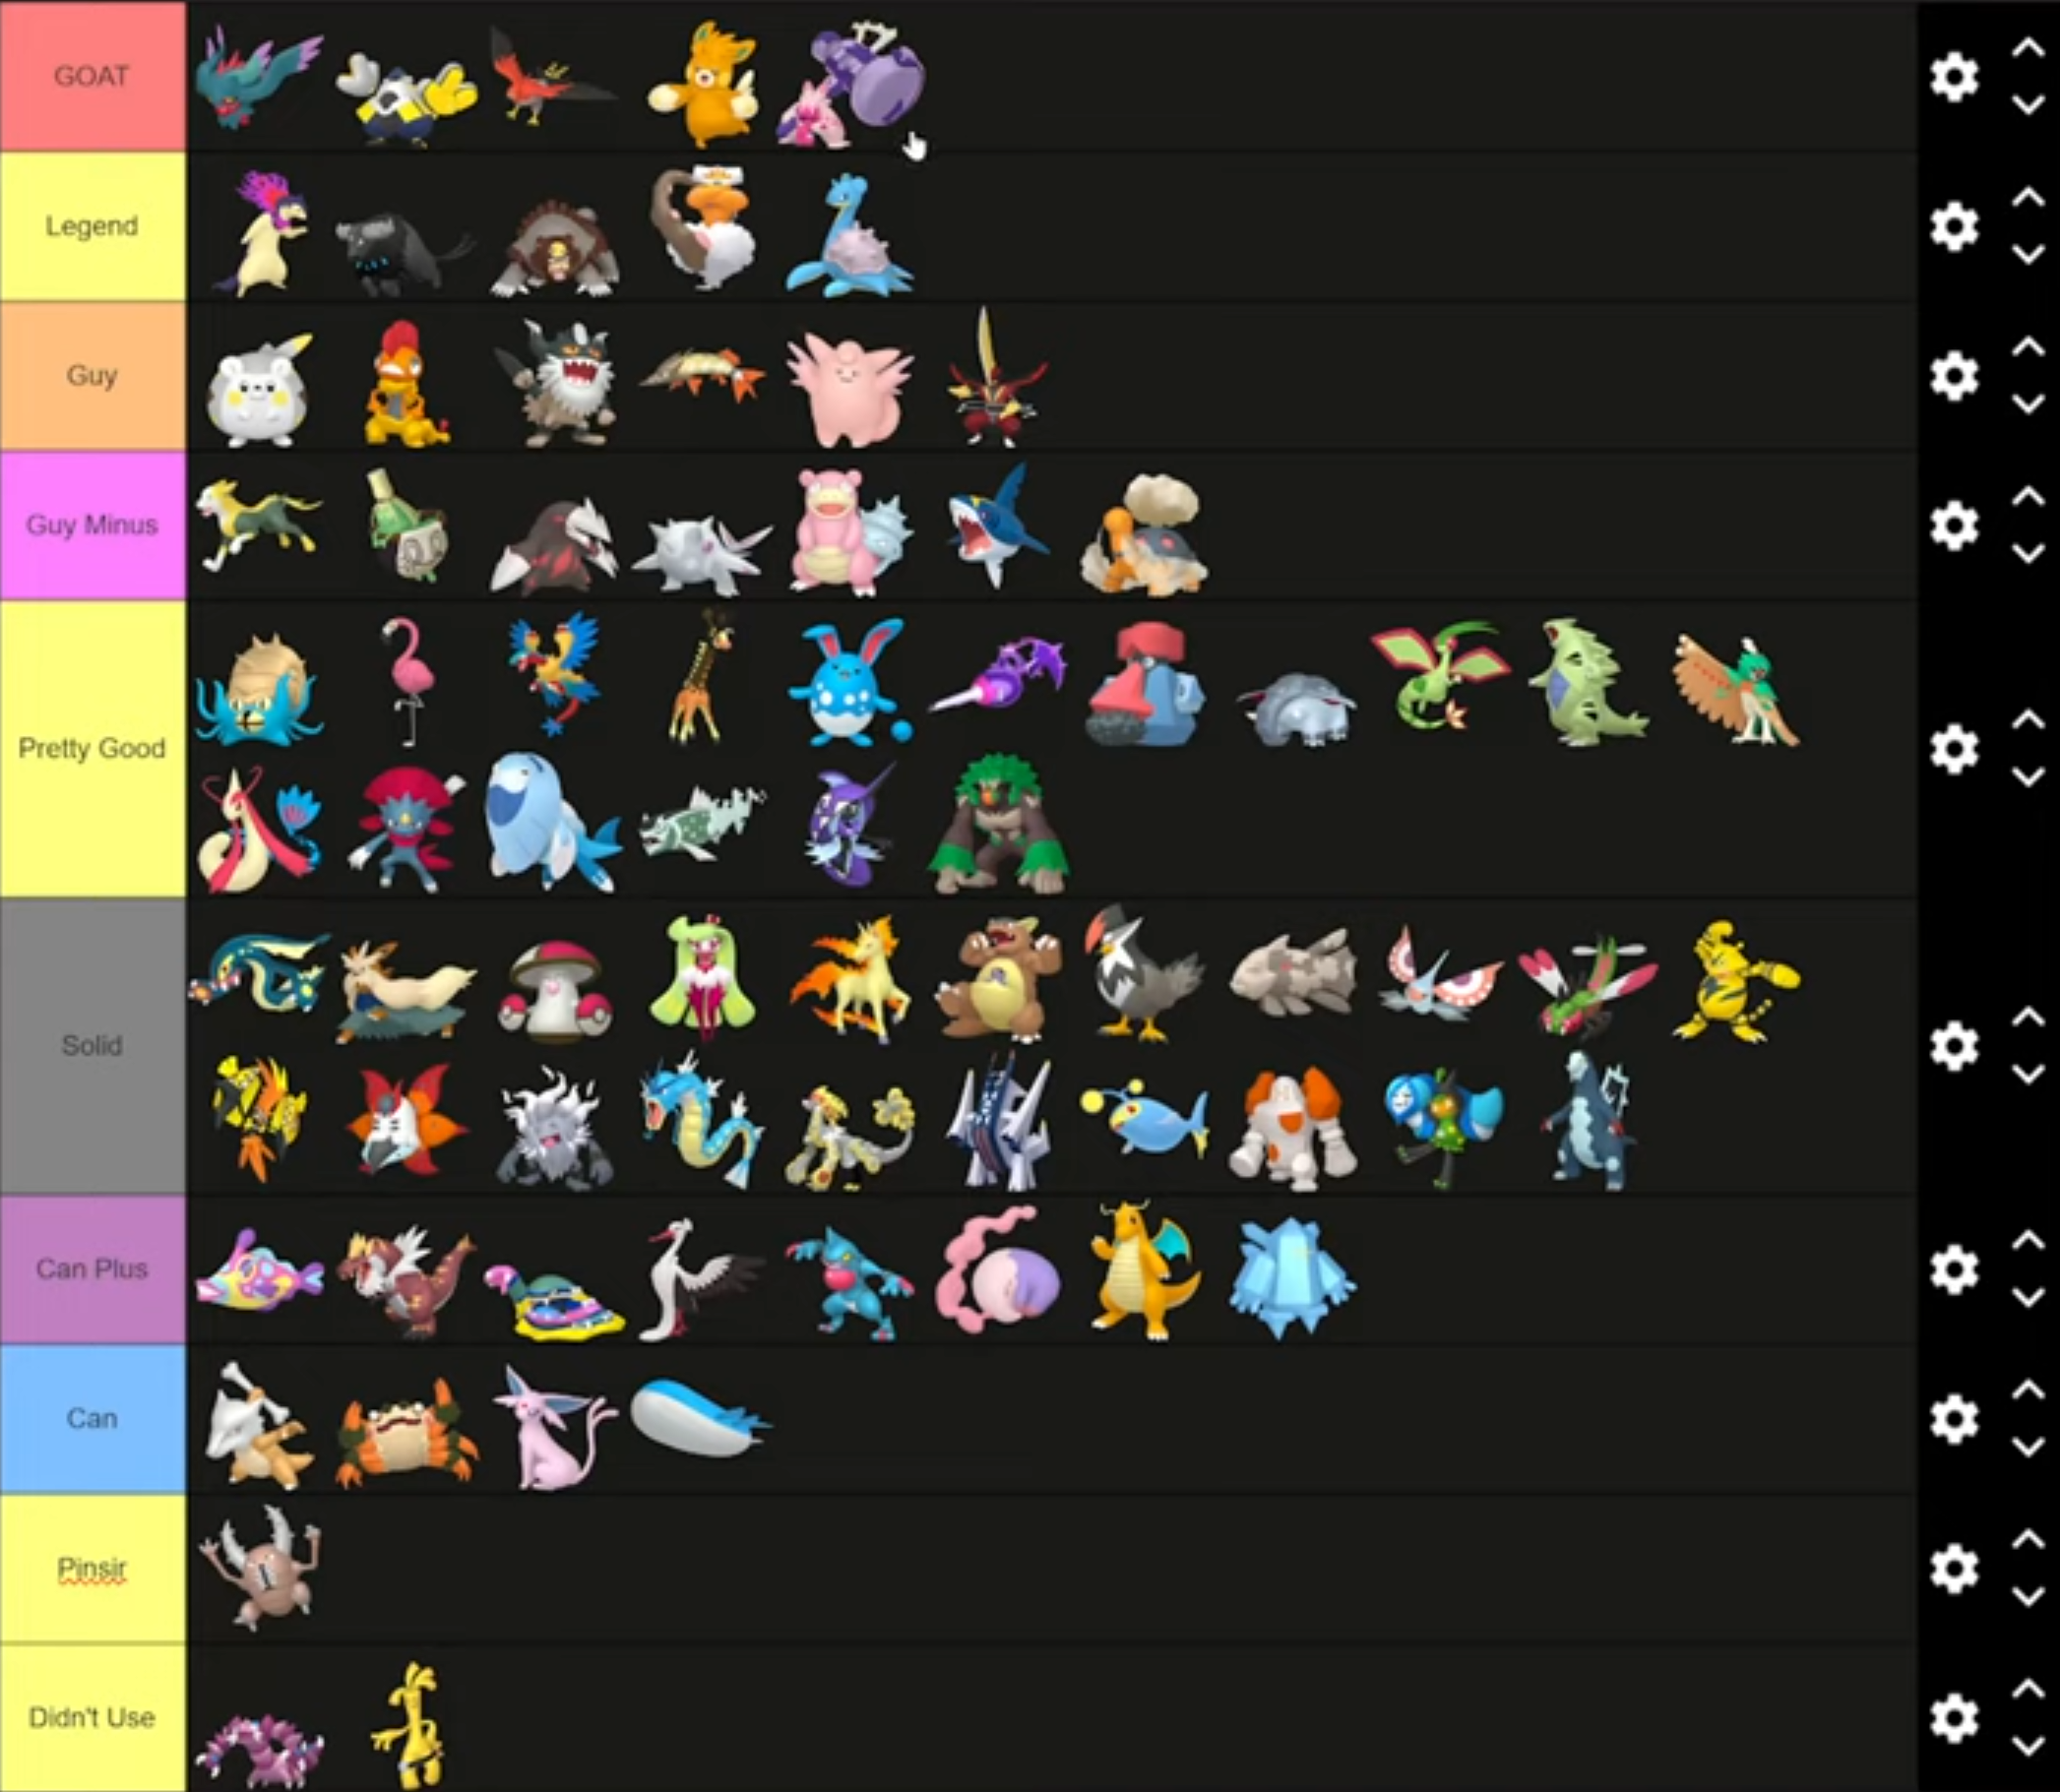 GOAT
Legend
Guy
Guy Minus
Pretty Good
Solid
Can Plus
Can
Pinsir
Didn't Use